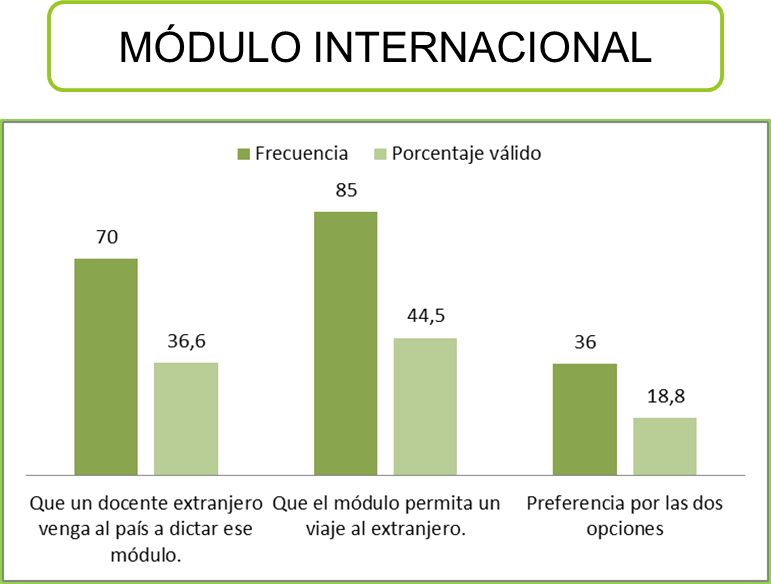 MÓDULO INTERNACIONAL
Frecuencia Porcentaje válido
85
70
44,5
36,6
36
18,8
Que un docente extranjero
venga al país a dictar ese
módulo.
Que el módulo permita un
viaje al extranjero.
Preferencia por las dos
opciones